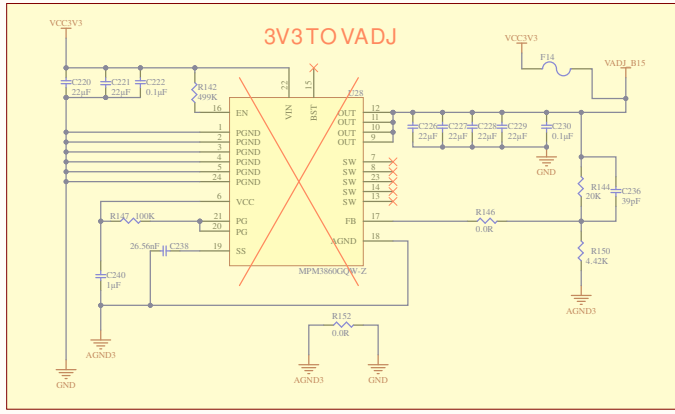 3V3 TO VADJ
VCC3V3
VCC3V3
F14
VADJ_B15
C220
22µF
C221
22µF
C222
0.1µF
R142
499K
22
15
U28
VIN
BST
16
EN
1
PGND
2
PGND
3
PGND
4
PGND
5
PGND
24
PGND
6
VCC
21
PG
20
PG
19
SS
OUT
12
OUT
11
OUT
10
OUT
9
SW
7
SW
8
SW
23
SW
14
SW
13
FB
17
AGND
18
MPM3860GQW-Z
C226
22µF
C227
22µF
C228
22µF
C229
22µF
C230
0.1µF
GND
R144
20K
C236
39pF
R146
0.0R
R150
4.42K
AGND3
R147
100K
26.56nF
C238
C240
1µF
AGND3
GND
R152
0.0R
AGND3
GND